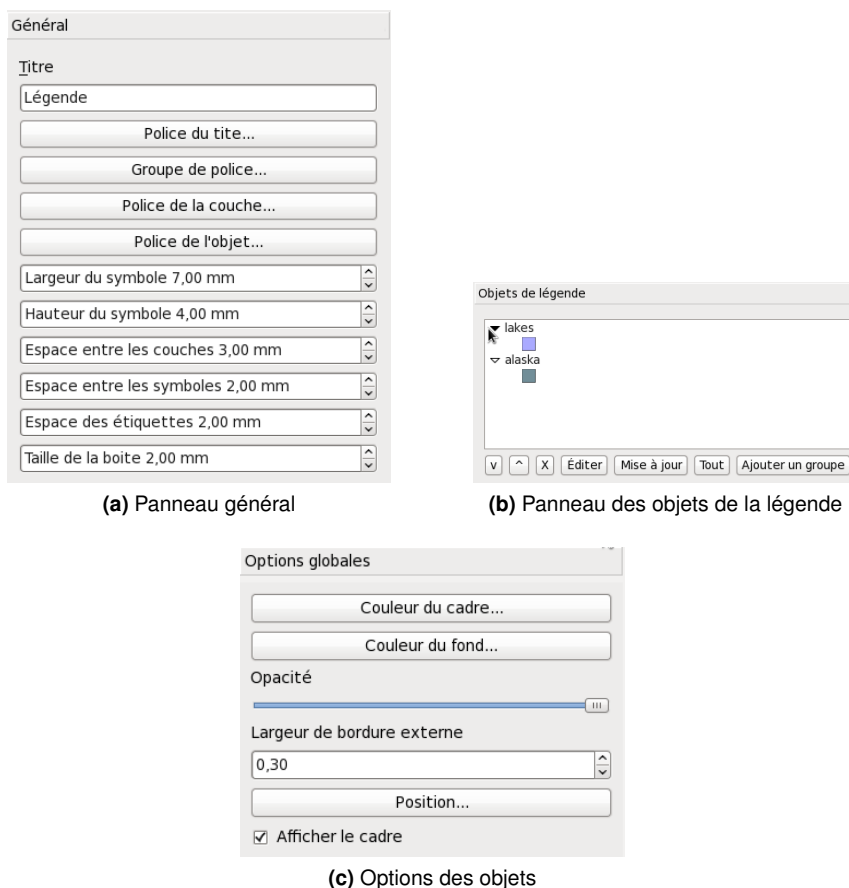 Général
Titre
Légende
Police du tite...
Groupe de police...
Police de la couche...
Police de l'objet...
Largeur du symbole 7,00 mm
Hauteur du symbole 4,00 mm
Espace entre les couches 3,00 mm
Espace entre les symboles 2,00 mm
Espace des étiquettes 2,00 mm
Taille de la boite 2,00 mm
(a) Panneau général
Objets de légende
lakes
alaska
v ^ X Éditer Mise à jour Tout Ajouter un groupe
(b) Panneau des objets de la légende
Options globales
Couleur du cadre...
Couleur du fond...
Opacité
Largeur de bordure externe
0,30
Position...
Afficher le cadre
(c) Options des objets